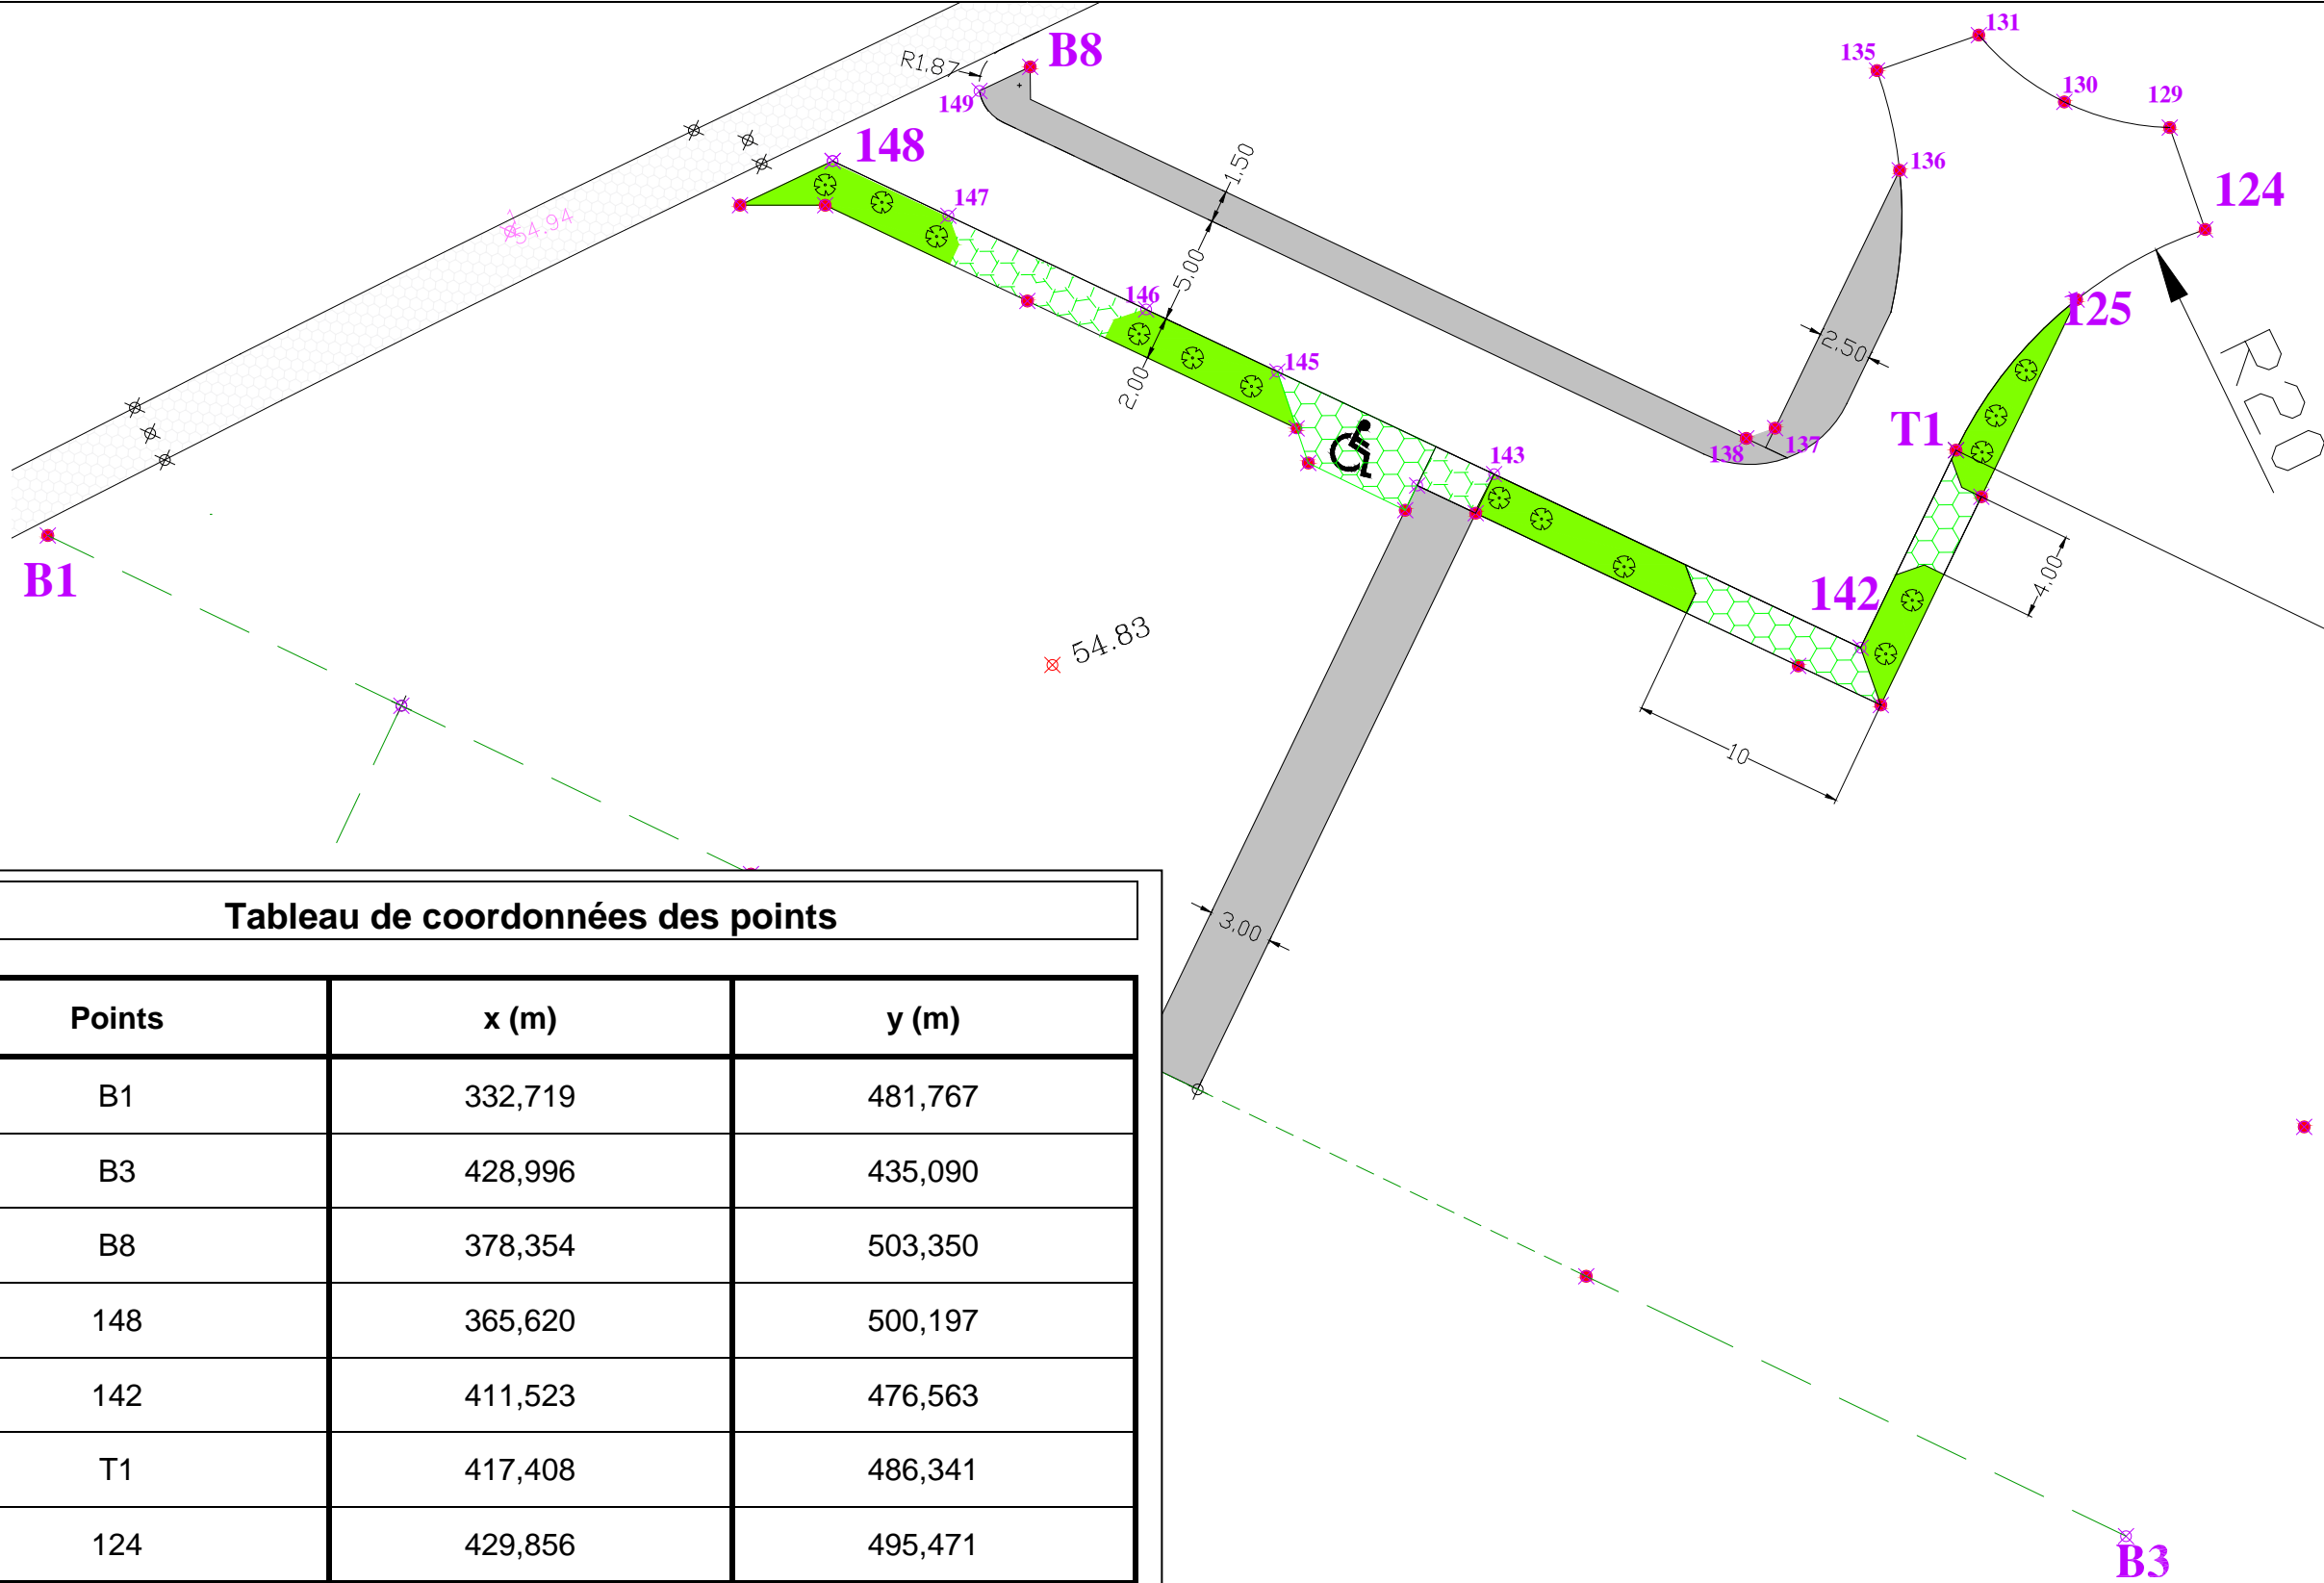 131
B8
135
R1.87
130
129
149
148
1.50
136
124
147
1
54.94
5.00
146
125
2.50
145
R20
2.00
T1
138
137
143
B1
142
4.00
54.83
10
3.00
Tableau de coordonnées des points
Points x (m) y (m)
B1 332,719 481,767
B3 428,996 435,090
B8 378,354 503,350
148 365,620 500,197
142 411,523 476,563
T1 417,408 486,341
124 429,856 495,471
B3